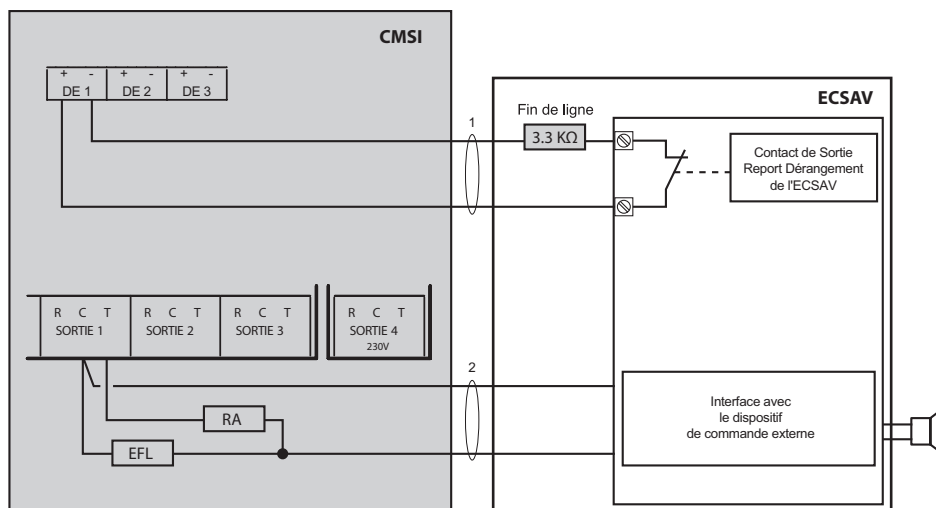 CMSI
+ - + - + -
DE 1 DE 2 DE 3
ECSAV
1
Fin de ligne
3.3 KΩ
Contact de Sortie
Report Dérangement
de l'ECSAV
R C T R C T R C T R C T
SORTIE 1 SORTIE 2 SORTIE 3 SORTIE 4
230V
2
RA
EFL
Interface avec
le dispositif
de commande externe